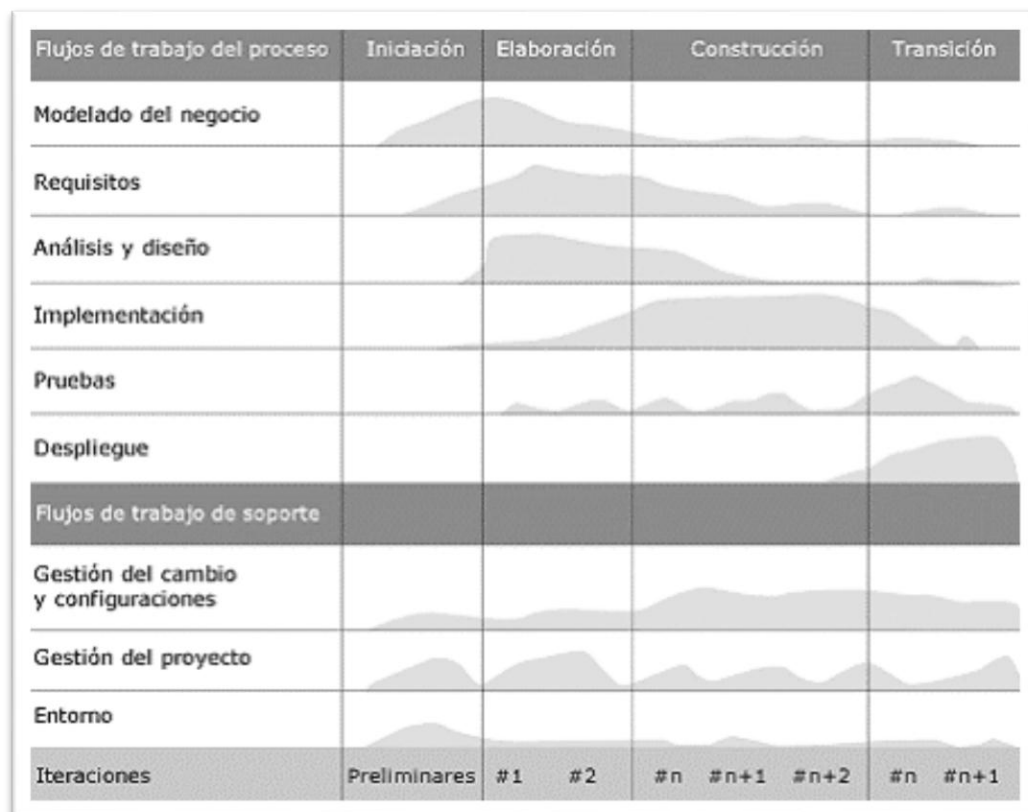 Flujos de trabajo del proceso Iniciación Elaboración Construcción Transición
Modelado del negocio
Requisitos
Análisis y diseño
Implementación
Pruebas
Despliegue
Flujos de trabajo de soporte
Gestión del cambio
y configuraciones
Gestión del proyecto
Entorno
Iteraciones Preliminares #1 #2 #n #n+1 #n+2 #n #n+1